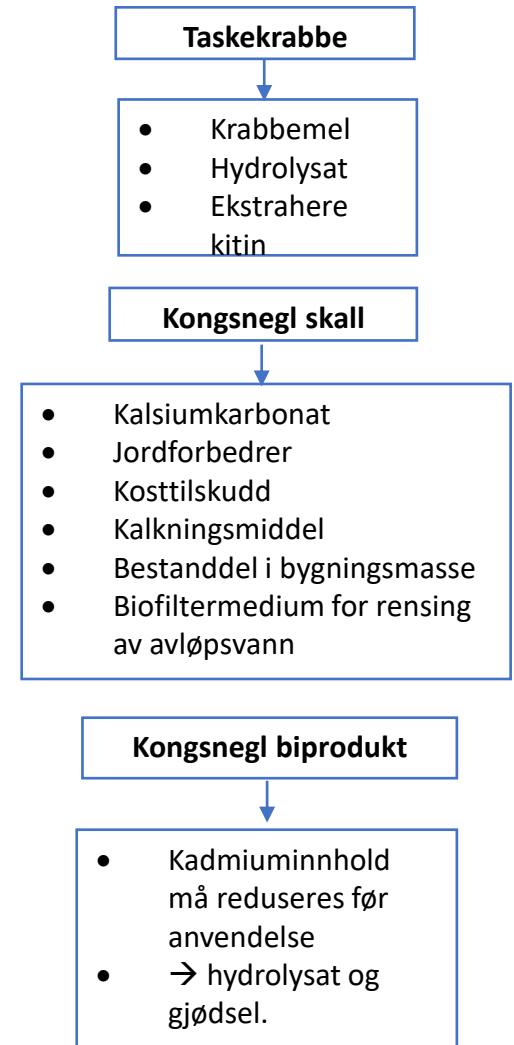 Taskekrabbe
• Krabbemel
• Hydrolysat
• Ekstrahere
kitin
Kongsnegl skall
• Kalsiumkarbonat
• Jordforbedrer
• Kosttilskudd
• Kalkningsmiddel
• Bestanddel i bygningsmasse
• Biofiltermedium for rensing
av avløpsvann
Kongsnegl biprodukt
• Kadmiuminnhold
må reduseres før
anvendelse
• → hydrolysat og
gjødsel.